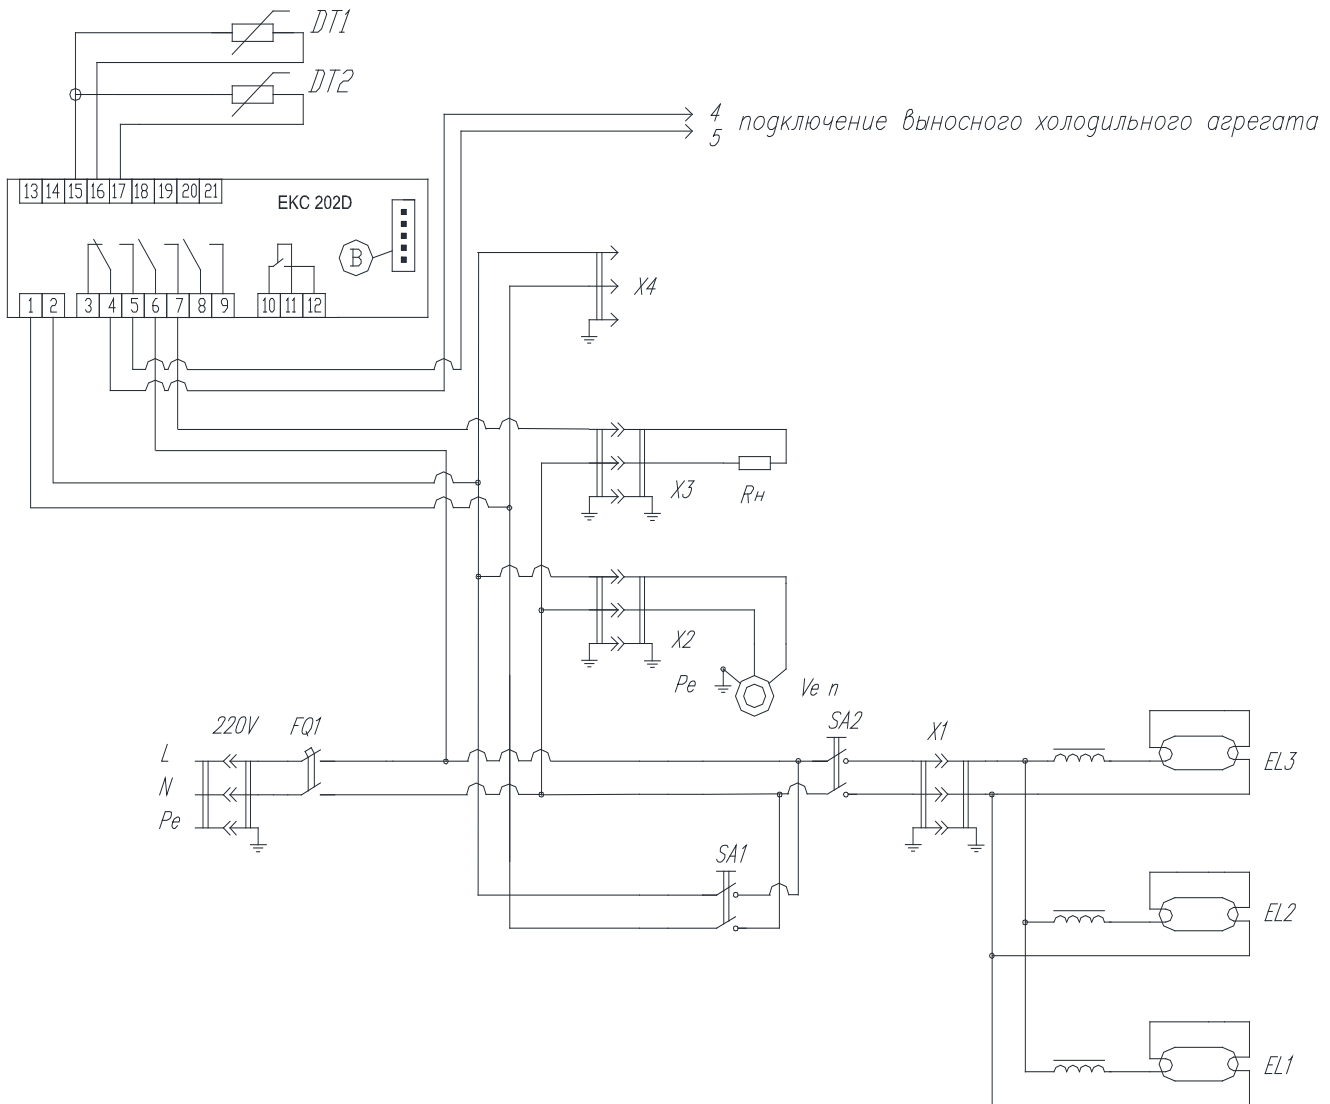 DT1
DT2
4
5
подключение выносного холодильного агрегата
13 14 15 16 17 18 19 20 21
EKC 202D
B
1 2 3 4 5 6 7 8 9 10 11 12
X4
X3
Rн
X2
Pe
Ve n
220V
FQ1
SA2
X1
L
N
Pe
EL3
SA1
EL2
EL1